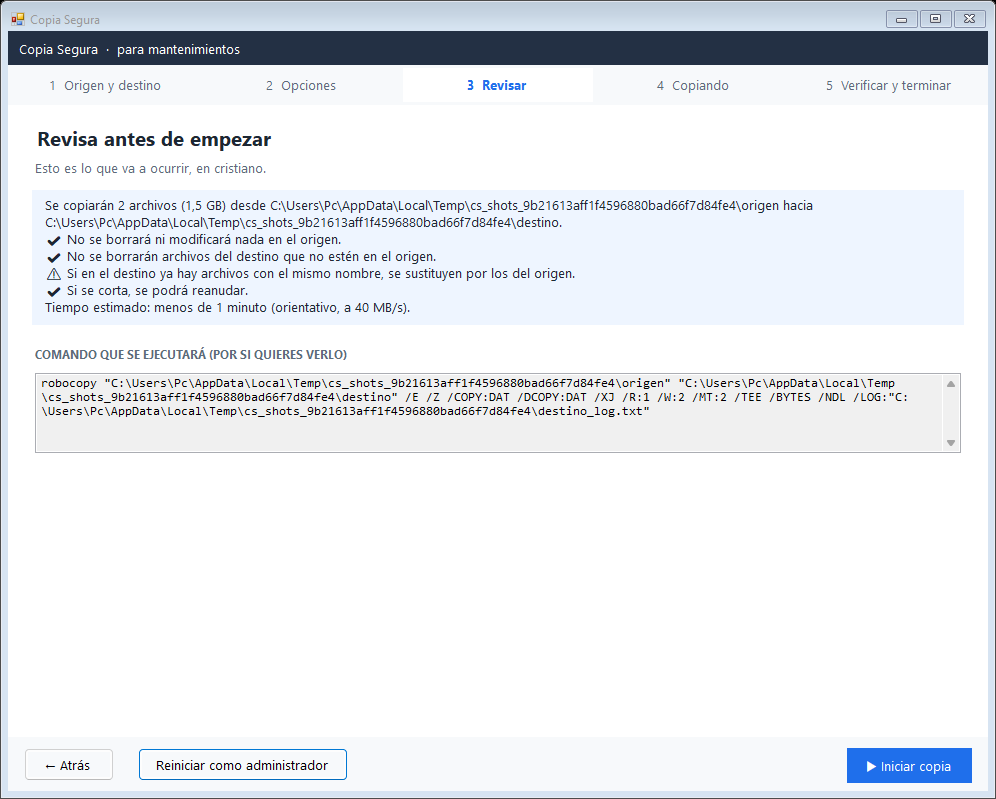 Copia Segura
Copia Segura · para mantenimientos
1 Origen y destino
2 Opciones
3 Revisar
4 Copiando
5 Verificar y terminar
Revisa antes de empezar
Esto es lo que va a ocurrir, en cristiano.
Se copiarán 2 archivos (1,5 GB) desde C:\Users\Pc\AppData\Local\Temp\cs_shots_9b21613aff1f4596880bad66f7d84fe4\origen hacia
C:\Users\Pc\AppData\Local\Temp\cs_shots_9b21613aff1f4596880bad66f7d84fe4\destino.
✔ No se borrará ni modificará nada en el origen.
✔ No se borrarán archivos del destino que no estén en el origen.
⚠ Si en el destino ya hay archivos con el mismo nombre, se sustituyen por los del origen.
✔ Si se corta, se podrá reanudar.
Tiempo estimado: menos de 1 minuto (orientativo, a 40 MB/s).
COMANDO QUE SE EJECUTARÁ (POR SI QUIERES VERLO)
robocopy "C:\Users\Pc\AppData\Local\Temp\cs_shots_9b21613aff1f4596880bad66f7d84fe4\origen" "C:\Users\Pc\AppData\Local\Temp
\cs_shots_9b21613aff1f4596880bad66f7d84fe4\destino" /E /Z /COPY:DAT /DCOPY:DAT /XJ /R:1 /W:2 /MT:2 /TEE /BYTES /NDL /LOG:"C:
\Users\Pc\AppData\Local\Temp\cs_shots_9b21613aff1f4596880bad66f7d84fe4\destino_log.txt"
← Atrás
Reiniciar como administrador
▶ Iniciar copia